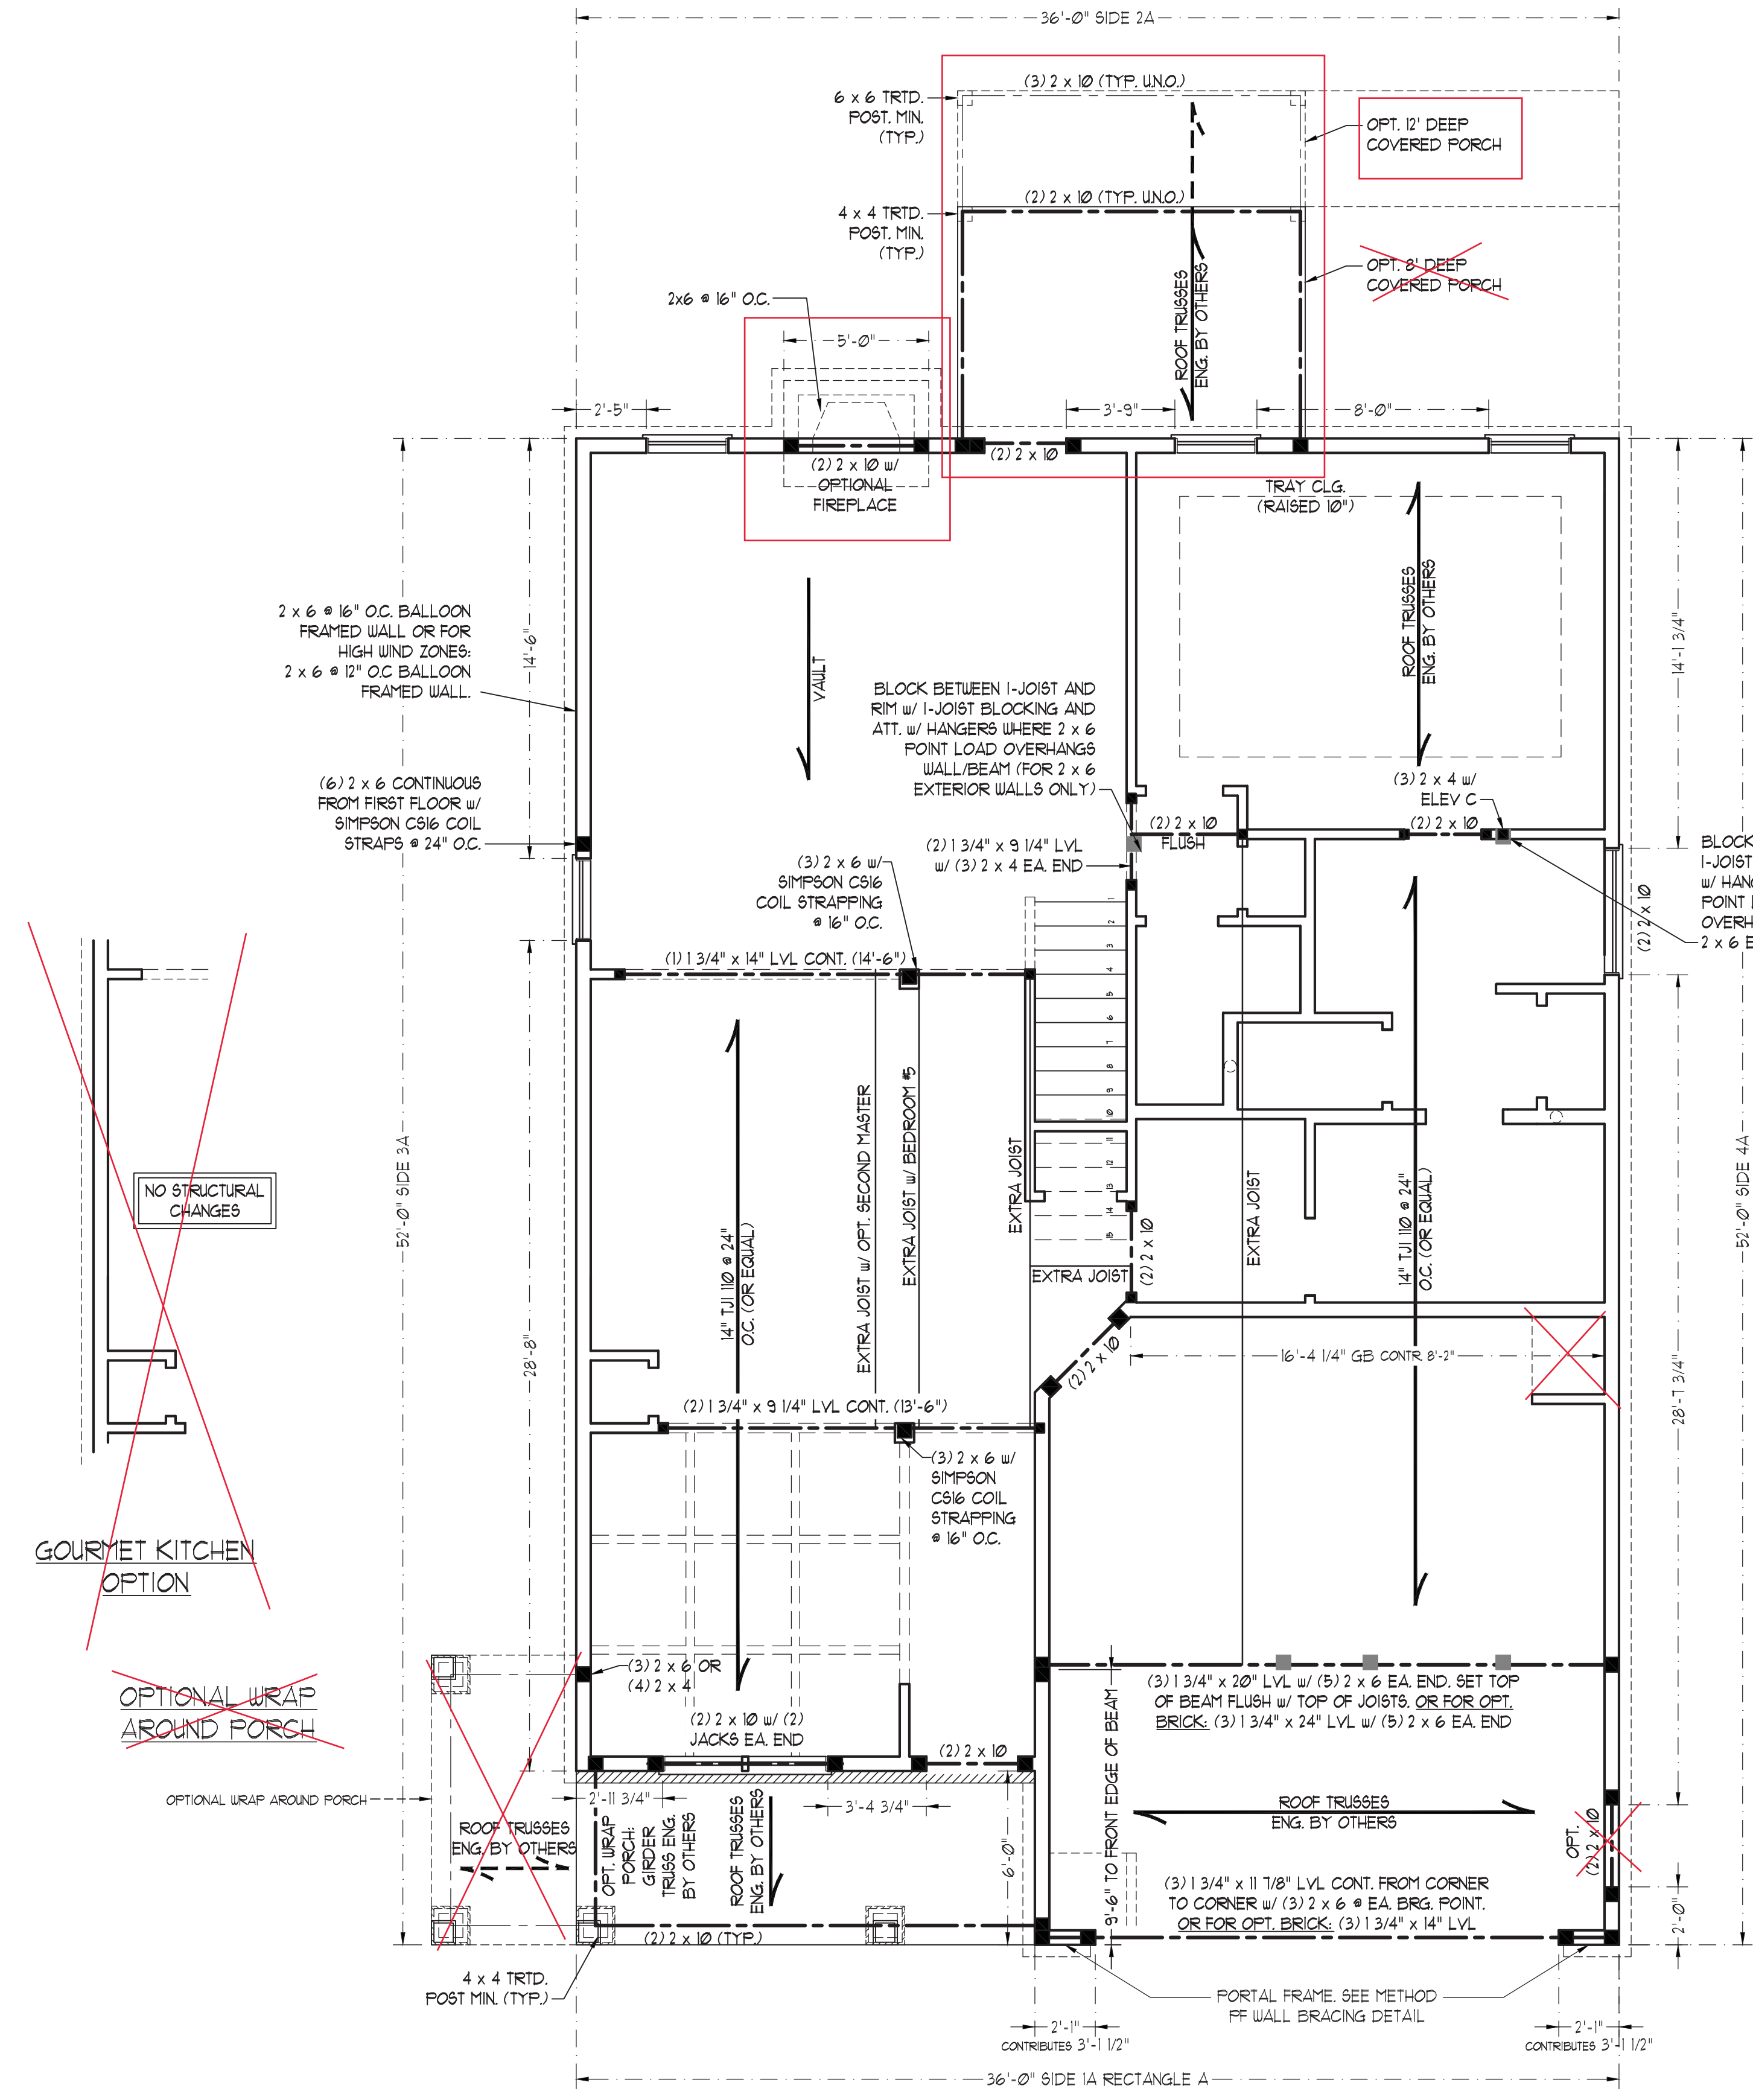 36'-0" SIDE 2A
(3) 2 x 10 (TYP. U.N.O.)
6 x 6 TRTD.
POST. MIN.
(TYP.)
OPT. 12' DEEP
COVERED PORCH
(2) 2 x 10 (TYP. U.N.O.)
4 x 4 TRTD.
POST. MIN.
(TYP.)
OPT. 8' DEEP
COVERED PORCH
ROOF TRUSSES
ENG. BY OTHERS
2x6 @ 16" O.C.
5'-0"
2'-5"
3'-9"
8'-0"
(2) 2 x 10 w/
OPTIONAL
FIREPLACE
(2) 2 x 10
TRAY CLG.
(RAISED 10")
ROOF TRUSSES
ENG. BY OTHERS
2 x 6 @ 16" O.C. BALLOON
FRAMED WALL OR FOR
HIGH WIND ZONES:
2 x 6 @ 12" O.C BALLOON
FRAMED WALL.
14'-6"
VAULT
14'-1 3/4"
BLOCK BETWEEN I-JOIST AND
RIM w/ I-JOIST BLOCKING AND
ATT. w/ HANGERS WHERE 2 x 6
POINT LOAD OVERHANGS
WALL/BEAM (FOR 2 x 6
EXTERIOR WALLS ONLY)
(6) 2 x 6 CONTINUOUS
FROM FIRST FLOOR w/
SIMPSON CS16 COIL
STRAPS @ 24" O.C.
(3) 2 x 4 w/
ELEV C
(2) 2 x 10
(2) 2 x 10
FLUSH
(2) 1 3/4" x 9 1/4" LVL
w/ (3) 2 x 4 EA. END
(3) 2 x 6 w/
SIMPSON CS16
COIL STRAPPING
@ 16" O.C.
BLOCK
I-JOIST
w/ HANG
POINT L
OVERH
2 x 6 E
(2) 2 x 10
(1) 1 3/4" x 14" LVL CONT. (14'-6")
1
2
3
4
5
6
7
8
9
10
11
12
13
14
15
14" TJI 110 @ 24"
O.C. (OR EQUAL)
EXTRA JOIST w/ OPT. SECOND MASTER
EXTRA JOIST w/ BEDROOM #5
EXTRA JOIST
EXTRA JOIST
(2) 2 x 10
EXTRA JOIST
14" TJI 110 @ 24"
O.C. (OR EQUAL)
NO STRUCTURAL
CHANGES
52'-0" SIDE 3A
52'-0" SIDE 4A
28'-8"
(2) 2 x 10
16'-4 1/4" GB CONTR. 8'-2"
28'-7 3/4"
(2) 1 3/4" x 9 1/4" LVL CONT. (13'-6")
(3) 2 x 6 w/
SIMPSON
CS16 COIL
STRAPPING
@ 16" O.C.
GOURMET KITCHEN
OPTION
OPTIONAL WRAP
AROUND PORCH
(3) 2 x 6 OR
(4) 2 x 4
(2) 2 x 10 w/ (2)
JACKS EA. END
(2) 2 x 10
(3) 1 3/4" x 20" LVL w/ (5) 2 x 6 EA. END. SET TOP
OF BEAM FLUSH w/ TOP OF JOISTS. OR FOR OPT.
BRICK: (3) 1 3/4" x 24" LVL w/ (5) 2 x 6 EA. END
9'-6" TO FRONT EDGE OF BEAM
OPTIONAL WRAP AROUND PORCH
2'-11 3/4"
3'-4 3/4"
ROOF TRUSSES
ENG. BY OTHERS
OPT. WRAP
PORCH:
GIRDER
TRUSS ENG.
BY OTHERS
ROOF TRUSSES
ENG. BY OTHERS
6'-0"
ROOF TRUSSES
ENG. BY OTHERS
OPT.
(2) 2 x 10
(3) 1 3/4" x 11 7/8" LVL CONT. FROM CORNER
TO CORNER w/ (3) 2 x 6 @ EA. BRG. POINT.
OR FOR OPT. BRICK: (3) 1 3/4" x 14" LVL
2'-0"
(2) 2 x 10 (TYP.)
4 x 4 TRTD.
POST MIN. (TYP.)
PORTAL FRAME. SEE METHOD
PF WALL BRACING DETAIL
2'-1"
CONTRIBUTES 3'-1 1/2"
2'-1"
CONTRIBUTES 3'-1 1/2"
36'-0" SIDE 1A RECTANGLE A